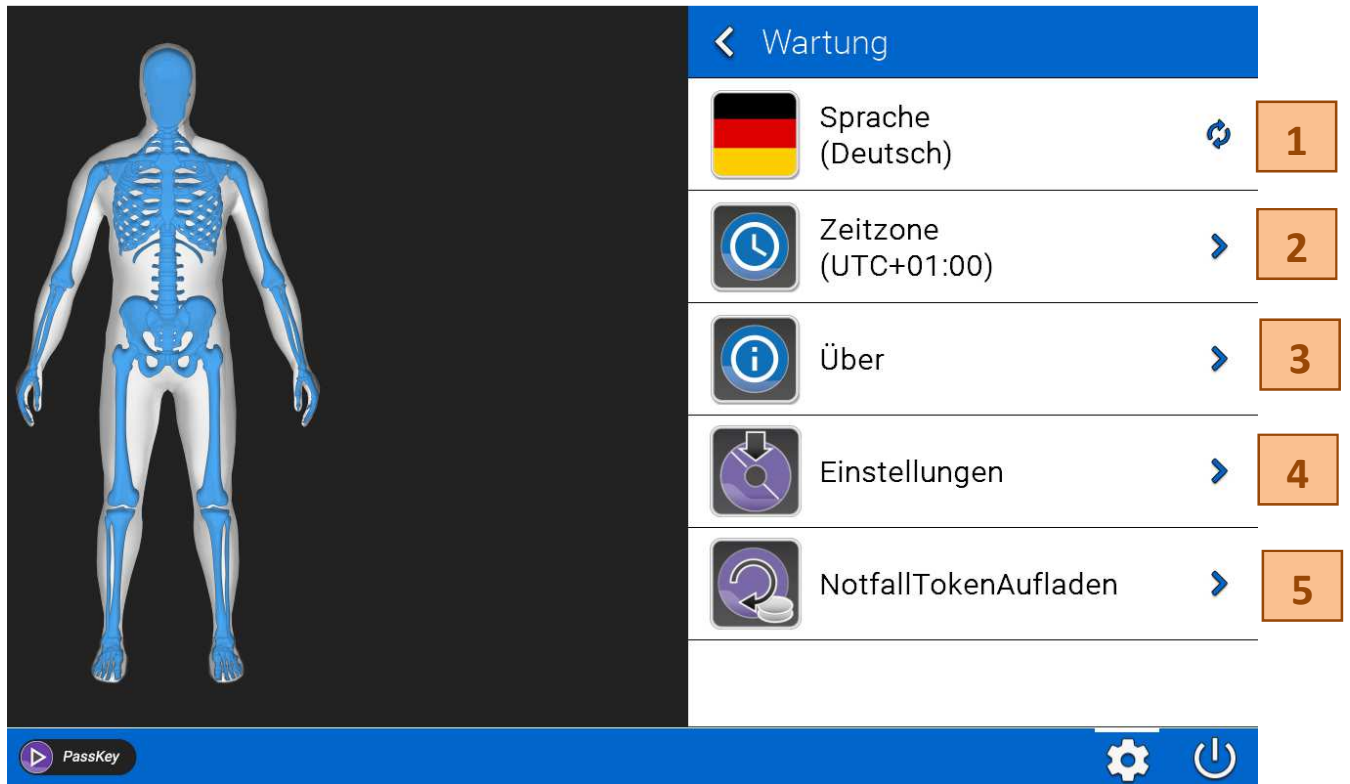 Wartung
Sprache
(Deutsch)
1
Zeitzone
(UTC+01:00)
2
Über
3
Einstellungen
4
NotfallTokenAufladen
5
PassKey